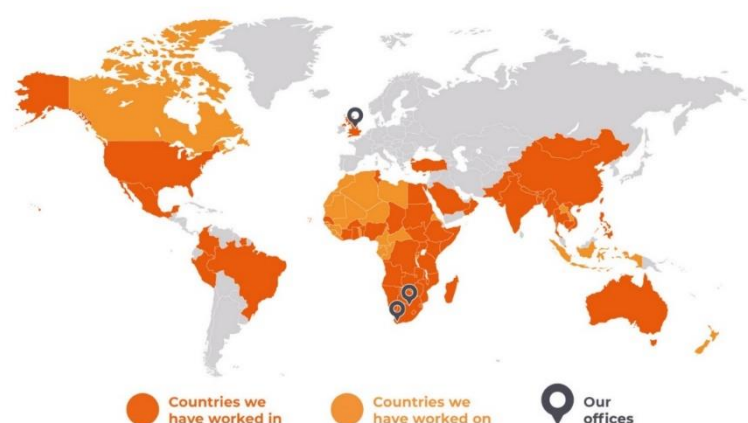 Countries we
have worked in
Countries we
have worked on
Our
offices